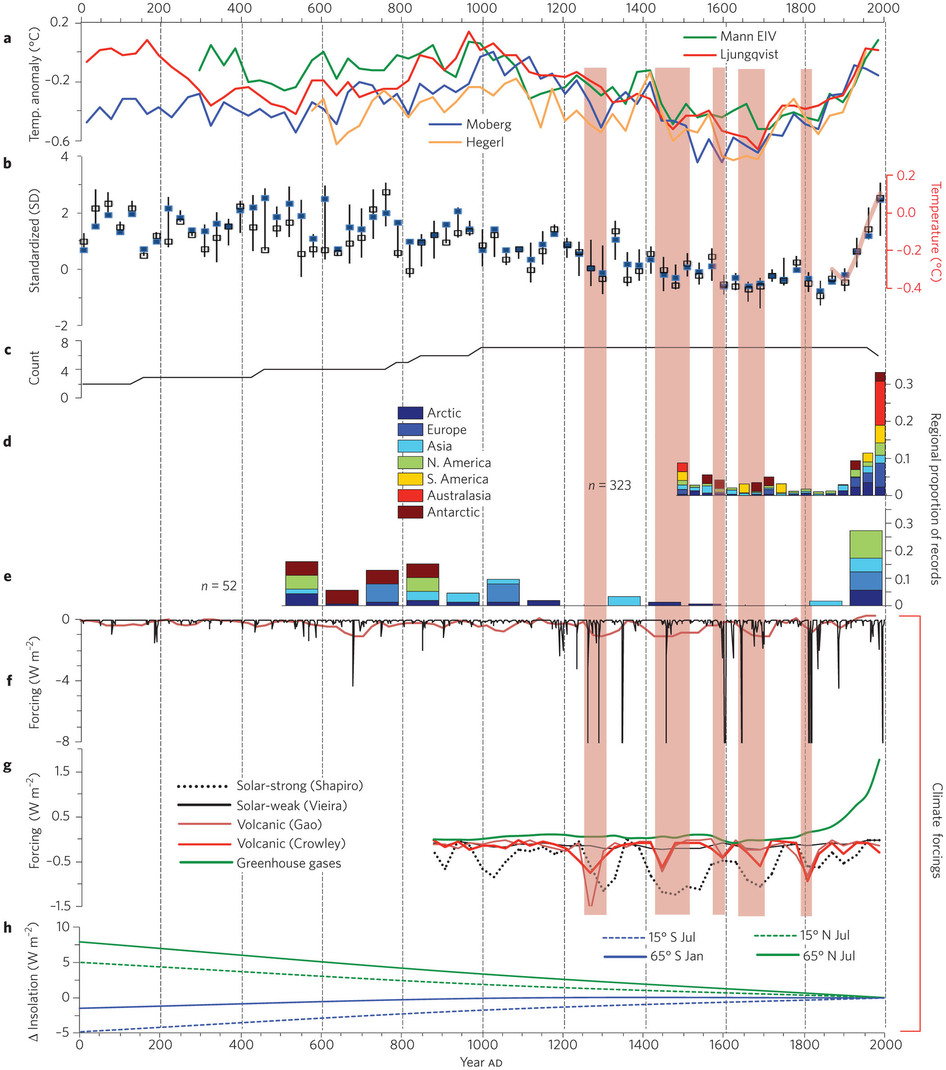 0 200 400 600 800 1000 1200 1400 1600 1800 2000
a
Temp. anomaly (°C)
0.2
−0.2
−0.6
Mann EIV
Ljungqvist
Moberg
Hegerl
b
Standardized (SD)
4
2
0
−2
0.2
0.0
−0.2
−0.4
Temperature (°C)
c
Count
8
4
0
d
Arctic
Europe
Asia
N. America
S. America
Australasia
Antarctic
n = 323
0.3
0.2
0.1
0
Regional proportion of records
e
n = 52
0.3
0.2
0.1
0
f
Forcing (W m⁻²)
0
−4
−8
g
Forcing (W m⁻²)
1.5
0.5
−0.5
−1.5
Solar-strong (Shapiro)
Solar-weak (Vieira)
Volcanic (Gao)
Volcanic (Crowley)
Greenhouse gases
Climate forcings
h
Δ Insolation (W m⁻²)
10
5
0
−5
15° S Jul
65° S Jan
15° N Jul
65° N Jul
0 200 400 600 800 1000 1200 1400 1600 1800 2000
Year AD